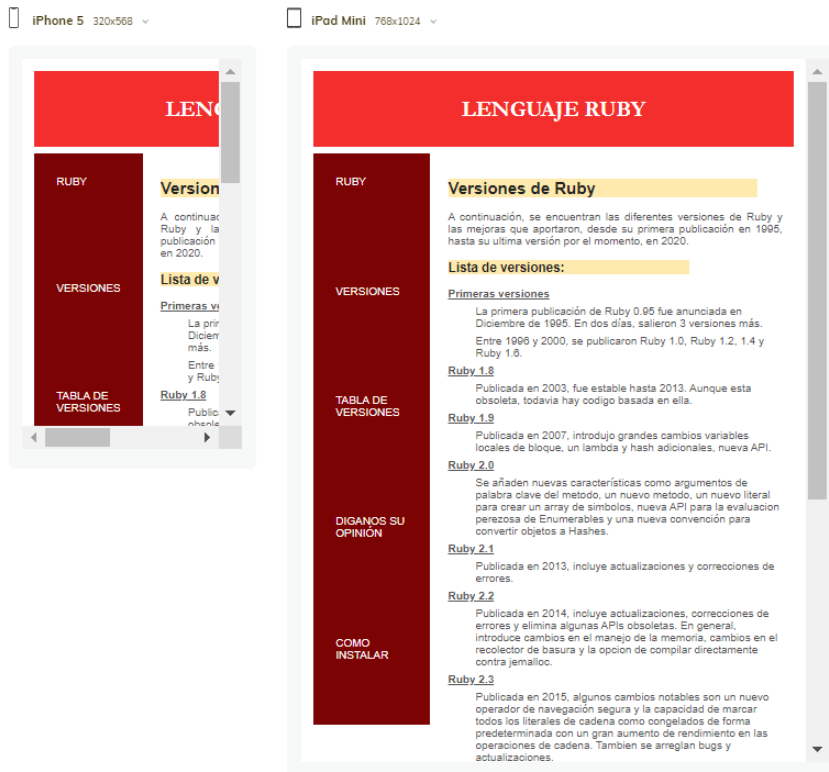 iPhone 5 320x568
iPad Mini 768x1024
LENG
RUBY
VERSIONES
TABLA DE
VERSIONES
Version
A continuac
Ruby y la
publicación
en 2020.
Lista de v
Primeras ve
La prim
Diciem
más.
Entre
y Ruby
Ruby 1.8
Public
obsole
LENGUAJE RUBY
RUBY
VERSIONES
TABLA DE
VERSIONES
DIGANOS SU
OPINIÓN
COMO
INSTALAR
Versiones de Ruby
A continuación, se encuentran las diferentes versiones de Ruby y
las mejoras que aportaron, desde su primera publicación en 1995,
hasta su ultima versión por el momento, en 2020.
Lista de versiones:
Primeras versiones
La primera publicación de Ruby 0.95 fue anunciada en
Diciembre de 1995. En dos días, salieron 3 versiones más.
Entre 1996 y 2000, se publicaron Ruby 1.0, Ruby 1.2, 1.4 y
Ruby 1.6.
Ruby 1.8
Publicada en 2003, fue estable hasta 2013. Aunque esta
obsoleta, todavia hay codigo basada en ella.
Ruby 1.9
Publicada en 2007, introdujo grandes cambios variables
locales de bloque, un lambda y hash adicionales, nueva API.
Ruby 2.0
Se añaden nuevas características como argumentos de
palabra clave del metodo, un nuevo metodo, un nuevo literal
para crear un array de simbolos, nueva API para la evaluacion
perezosa de Enumerables y una nueva convención para
convertir objetos a Hashes.
Ruby 2.1
Publicada en 2013, incluye actualizaciones y correcciones de
errores.
Ruby 2.2
Publicada en 2014, incluye actualizaciones, correcciones de
errores y elimina algunas APIs obsoletas. En general,
introduce cambios en el manejo de la memoria, cambios en el
recolector de basura y la opcion de compilar directamente
contra jemalloc.
Ruby 2.3
Publicada en 2015, algunos cambios notables son un nuevo
operador de navegación segura y la capacidad de marcar
todos los literales de cadena como congelados de forma
predeterminada con un gran aumento de rendimiento en las
operaciones de cadena. Tambien se arreglan bugs y
actualizaciones.